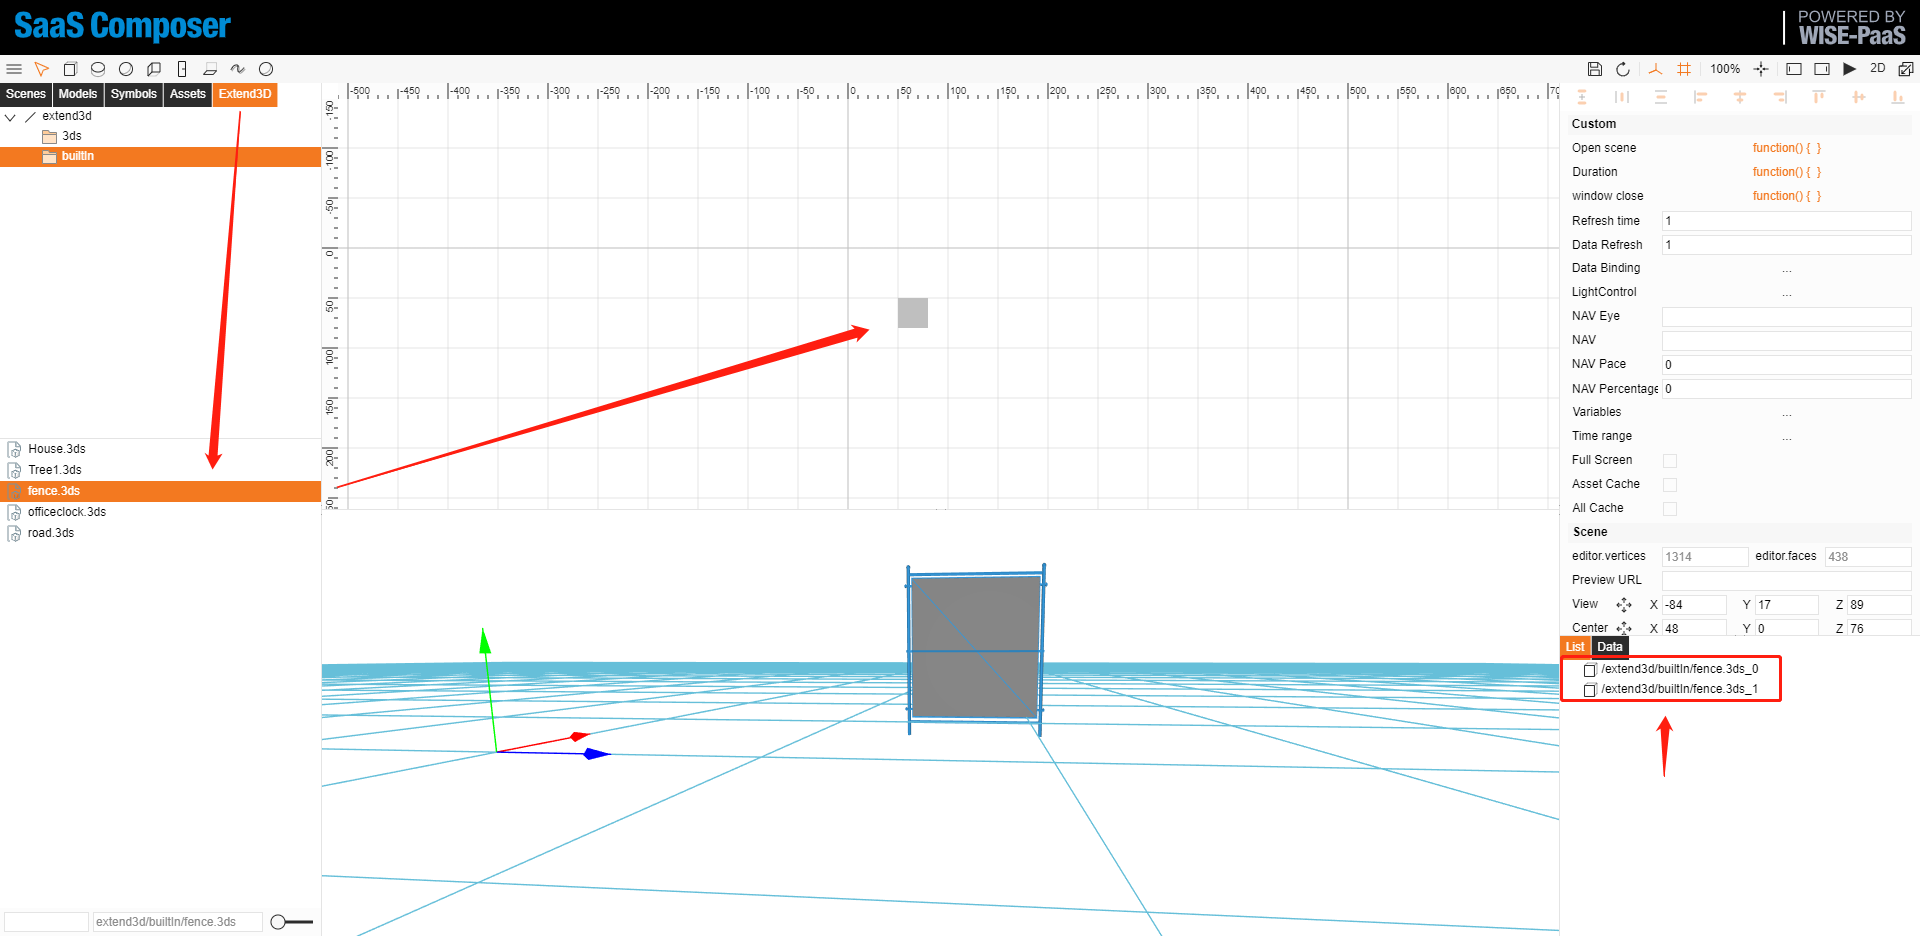 SaaS Composer
POWERED BY
WISE-PaaS
100%
2D
Scenes Models Symbols Assets Extend3D
extend3d
3ds
builtIn
House.3ds
Tree1.3ds
fence.3ds
officeclock.3ds
road.3ds
extend3d/builtIn/fence.3ds
-500 -450 -400 -350 -300 -250 -200 -150 -100 -50 0 50 100 150 200 250 300 350 400 450 500 550 600 650 70
-150
-100
-50
0
50
100
150
200
50
Custom
Open scene function() { }
Duration function() { }
window close function() { }
Refresh time 1
Data Refresh 1
Data Binding ...
LightControl ...
NAV Eye
NAV
NAV Pace 0
NAV Percentage 0
Variables ...
Time range ...
Full Screen
Asset Cache
All Cache
Scene
editor.vertices 1314 editor.faces 438
Preview URL
View X -84 Y 17 Z 89
Center X 48 Y 0 Z 76
List Data
/extend3d/builtIn/fence.3ds_0
/extend3d/builtIn/fence.3ds_1